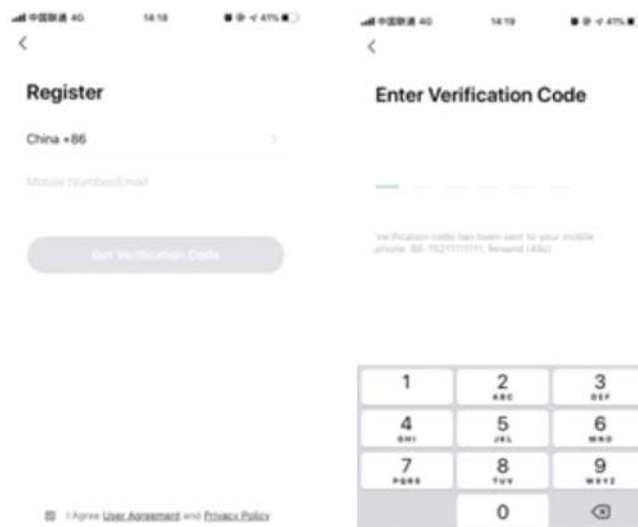 中国联通 4G 14:18 41%
Register
China +86
Mobile Number/Email
Get Verification Code
I Agree User Agreement and Privacy Policy
中国联通 4G 14:19 41%
Enter Verification Code
Verification code has been sent to your mobile
phone: Resend (48s)
1 2 ABC 3 DEF
4 GHI 5 JKL 6 MNO
7 PQRS 8 TUV 9 WXYZ
0